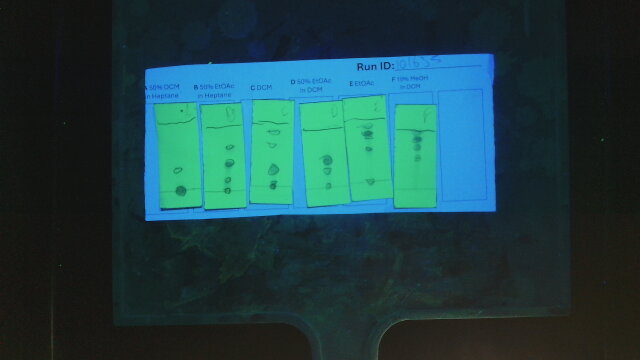 Run ID:
A 50% DCM in Heptane
B 50% EtOAc in Heptane
C DCM
D 50% EtOAc in DCM
E EtOAc
F 10% MeOH in DCM